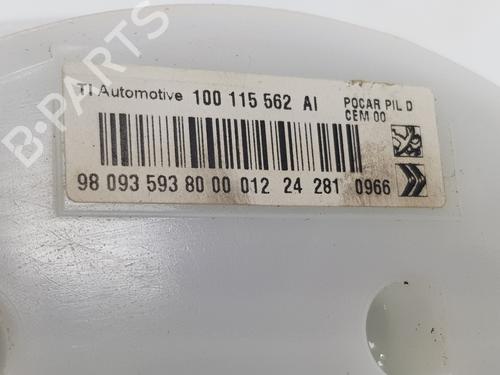 B-PARTS
TI Automotive 100 115 562 AI
POCAR PIL D
CEM 00
98 093 593 80 00 012 24 281 0966